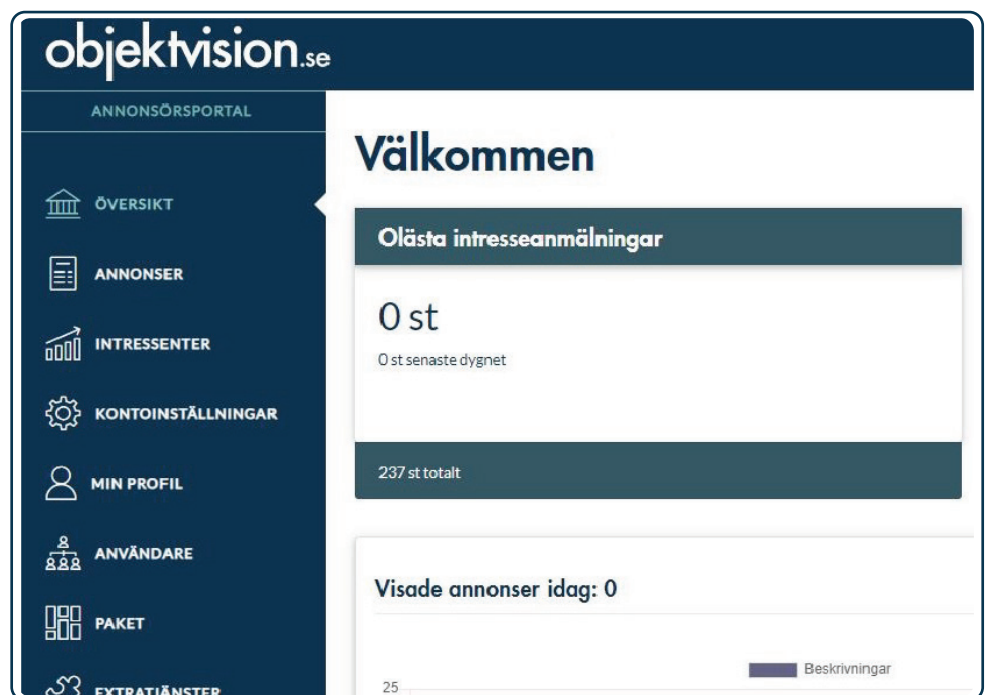 objektvision.se
ANNONSÖRSPORTAL
ÖVERSIKT
ANNONSER
INTRESSENTER
KONTOINSTÄLLNINGAR
MIN PROFIL
ANVÄNDARE
PAKET
EXTRATJÄNSTER
Välkommen
Olästa intresseanmälningar
0 st
0 st senaste dygnet
237 st totalt
Visade annonser idag: 0
Beskrivningar
25